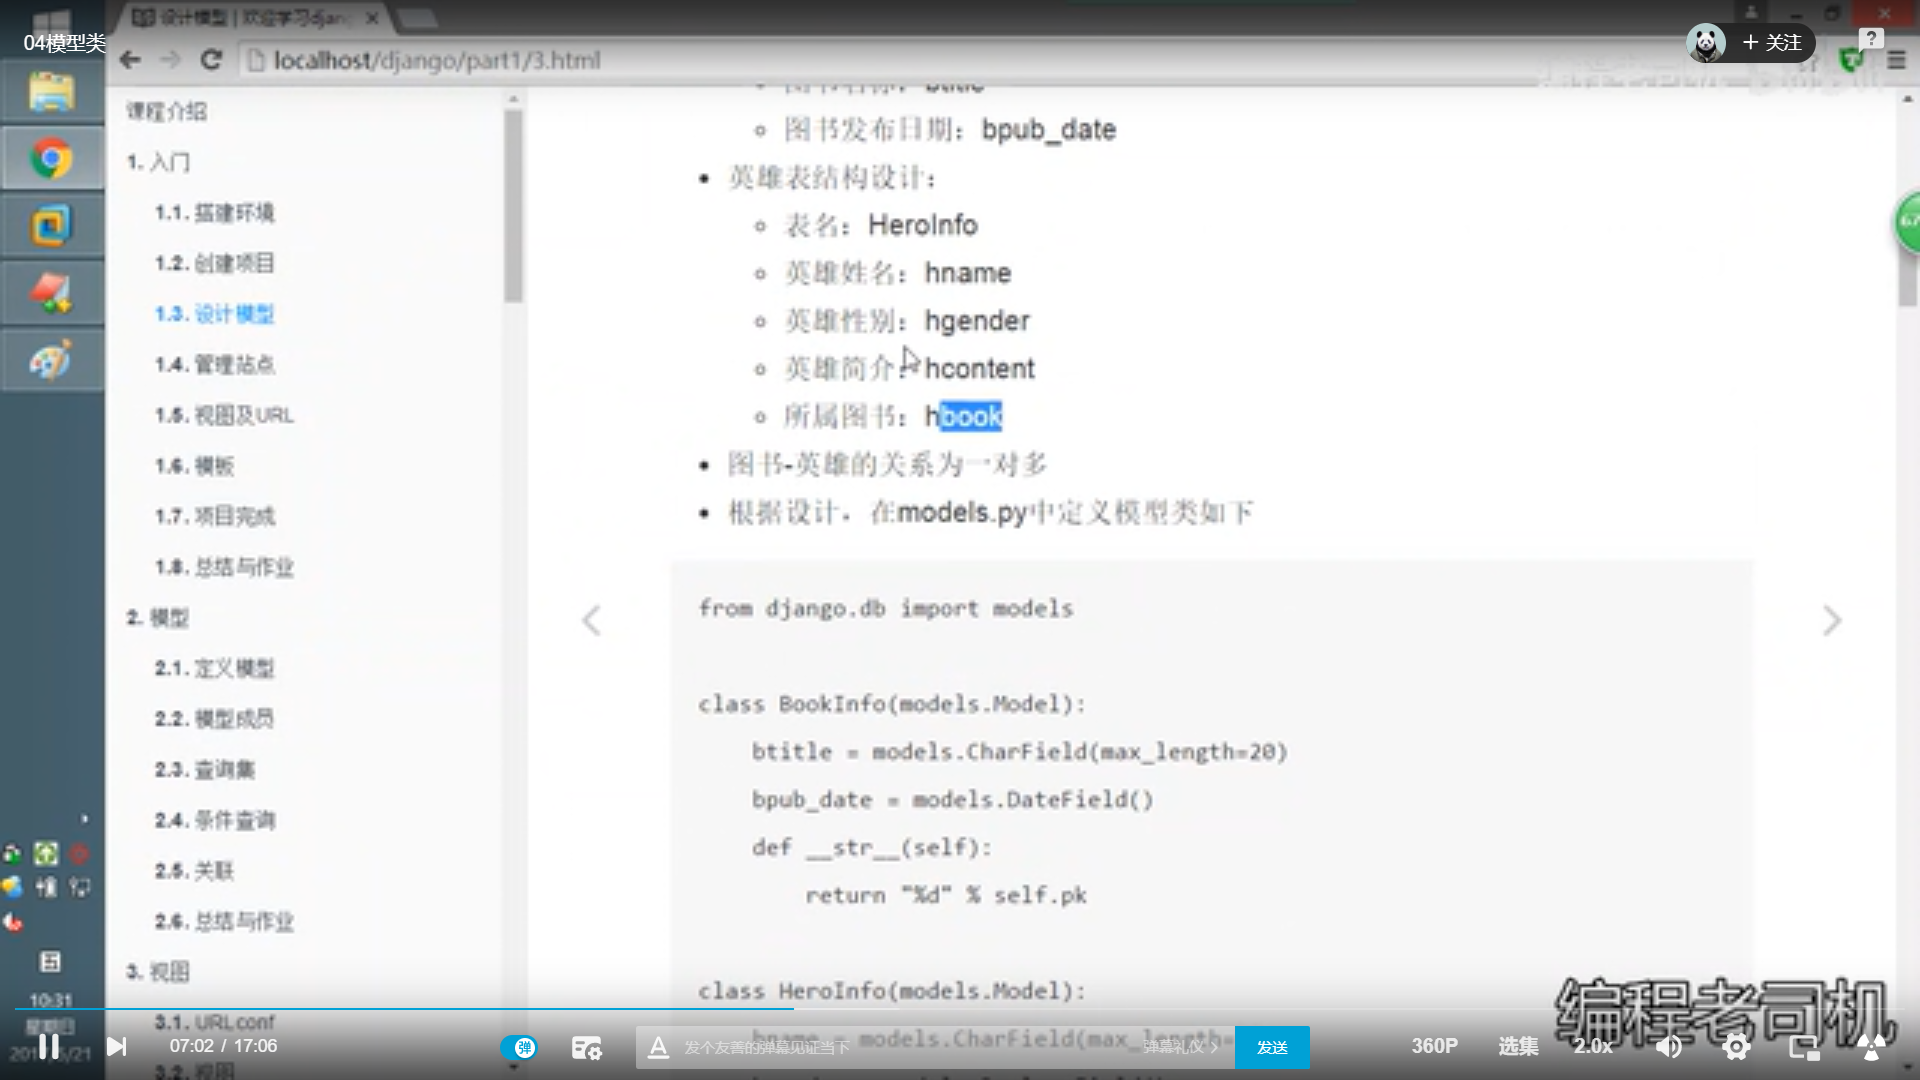 设计模型 | 欢迎学习djan
04模型类
+ 关注
localhost/django/part1/3.html
课程介绍
1. 入门
1.1. 搭建环境
1.2. 创建项目
1.3. 设计模型
1.4. 管理站点
1.5. 视图及URL
1.6. 模板
1.7. 项目完成
1.8. 总结与作业
2. 模型
2.1. 定义模型
2.2. 模型成员
2.3. 查询集
2.4. 条件查询
2.5. 关联
2.6. 总结与作业
3. 视图
3.1. URLconf
3.2. 视图
图书名称：btitle
图书发布日期：bpub_date
英雄表结构设计：
表名：HeroInfo
英雄姓名：hname
英雄性别：hgender
英雄简介：hcontent
所属图书：hbook
图书-英雄的关系为一对多
根据设计，在models.py中定义模型类如下
from django.db import models
class BookInfo(models.Model):
btitle = models.CharField(max_length=20)
bpub_date = models.DateField()
def __str__(self):
return "%d" % self.pk
class HeroInfo(models.Model):
hname = models.CharField(max_length=
67
编程老司机
10:31
星期日
07:02 / 17:06
弹
发个友善的弹幕见证当下
弹幕礼仪 >
发送
360P
选集
2.0x